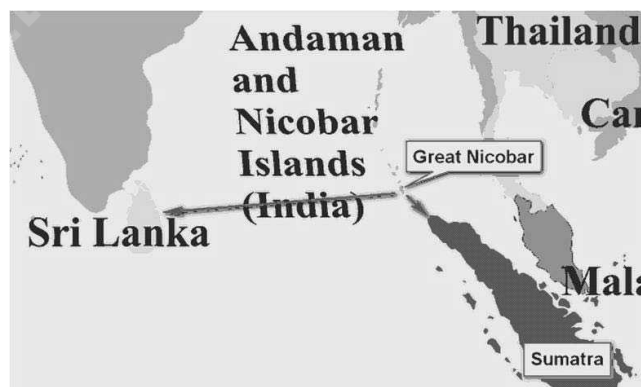 Andaman
and
Nicobar
Islands
(India)
Thailand
Great Nicobar
Sri Lanka
Sumatra